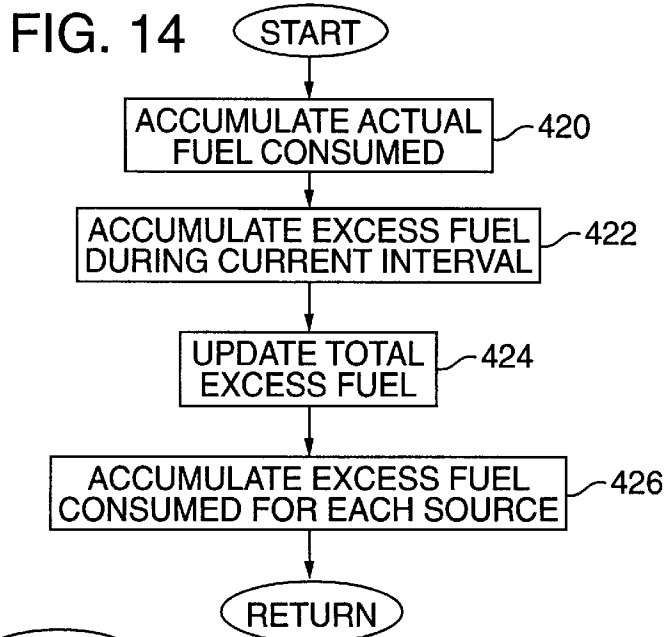 FIG. 14
START
ACCUMULATE ACTUAL
FUEL CONSUMED
420
ACCUMULATE EXCESS FUEL
DURING CURRENT INTERVAL
422
UPDATE TOTAL
EXCESS FUEL
424
ACCUMULATE EXCESS FUEL
CONSUMED FOR EACH SOURCE
426
RETURN